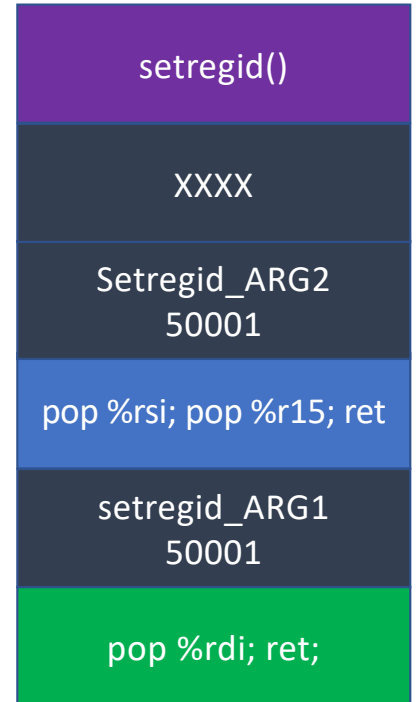 setregid()
XXXX
Setregid_ARG2
50001
pop %rsi; pop %r15; ret
setregid_ARG1
50001
pop %rdi; ret;